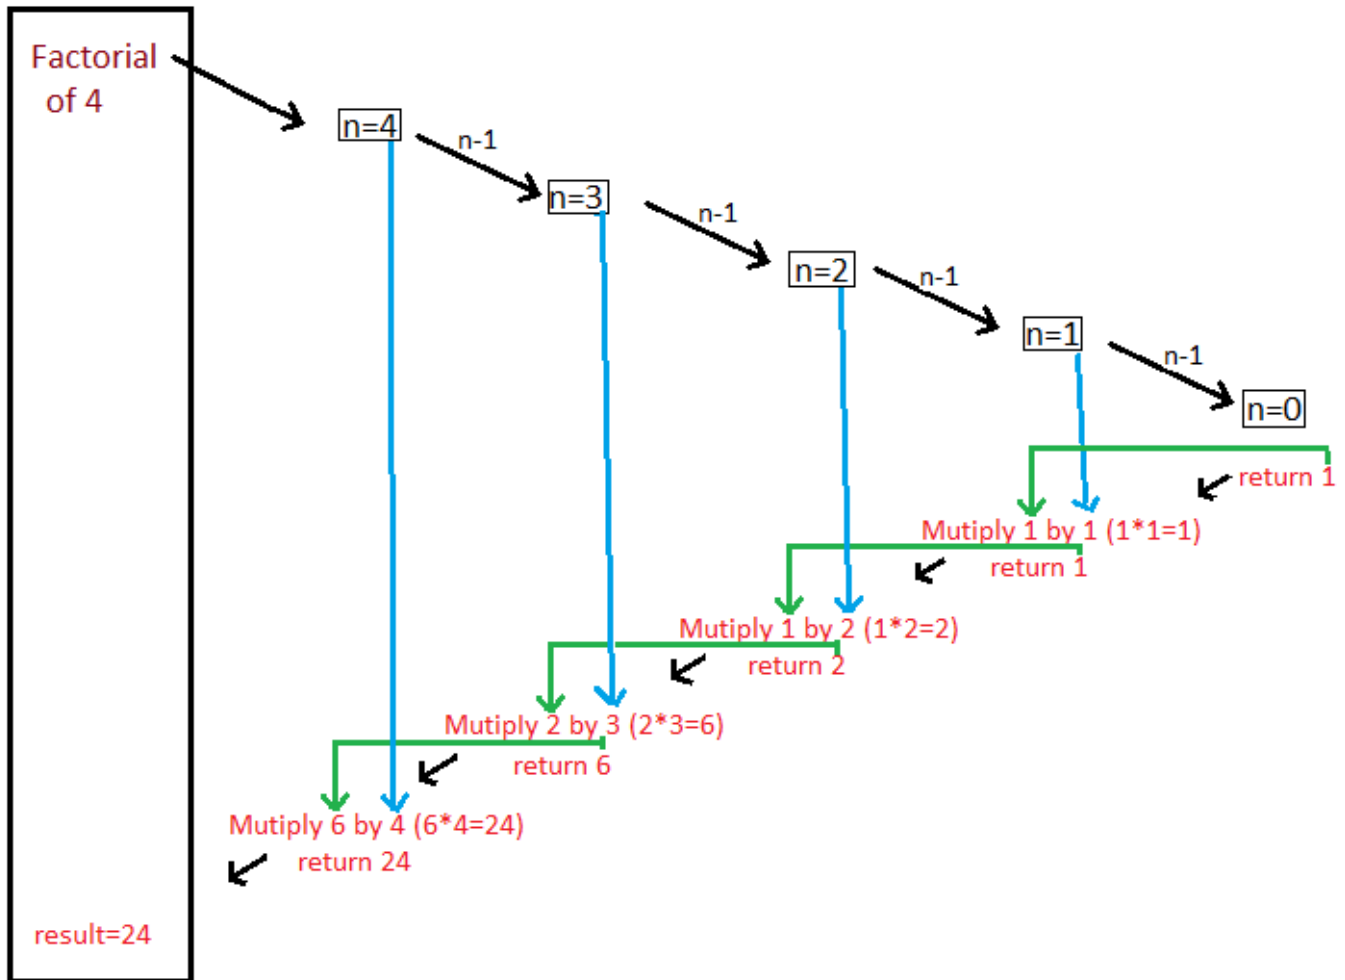 Factorial
of 4
n=4
n-1
n=3
n-1
n=2
n-1
n=1
n-1
n=0
return 1
Mutiply 1 by 1 (1*1=1)
return 1
Mutiply 1 by 2 (1*2=2)
return 2
Mutiply 2 by 3 (2*3=6)
return 6
Mutiply 6 by 4 (6*4=24)
return 24
result=24